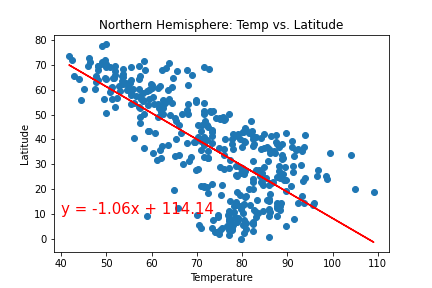 Northern Hemisphere: Temp vs. Latitude
80
70
60
50
40
30
20
10
0
Latitude
y = -1.06x + 114.14
40 50 60 70 80 90 100 110
Temperature